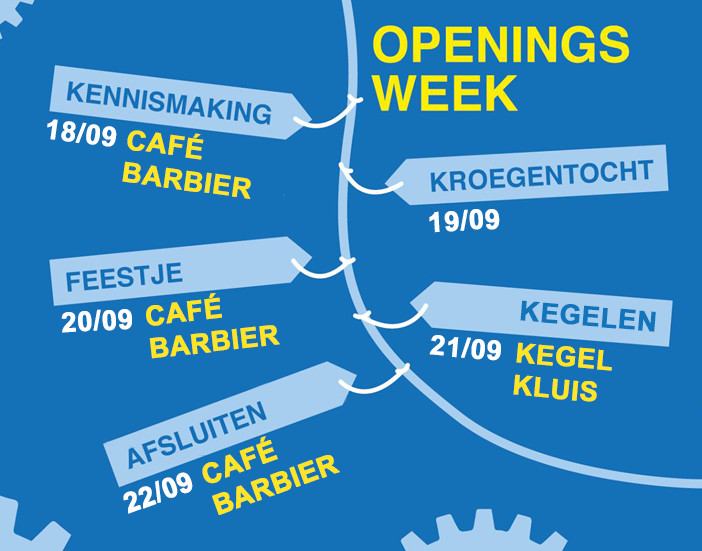 OPENINGS
WEEK
KENNISMAKING
18/09 CAFÉ
BARBIER
KROEGENTOCHT
19/09
FEESTJE
20/09 CAFÉ
BARBIER
KEGELEN
21/09 KEGEL
KLUIS
AFSLUITEN
22/09 CAFÉ
BARBIER